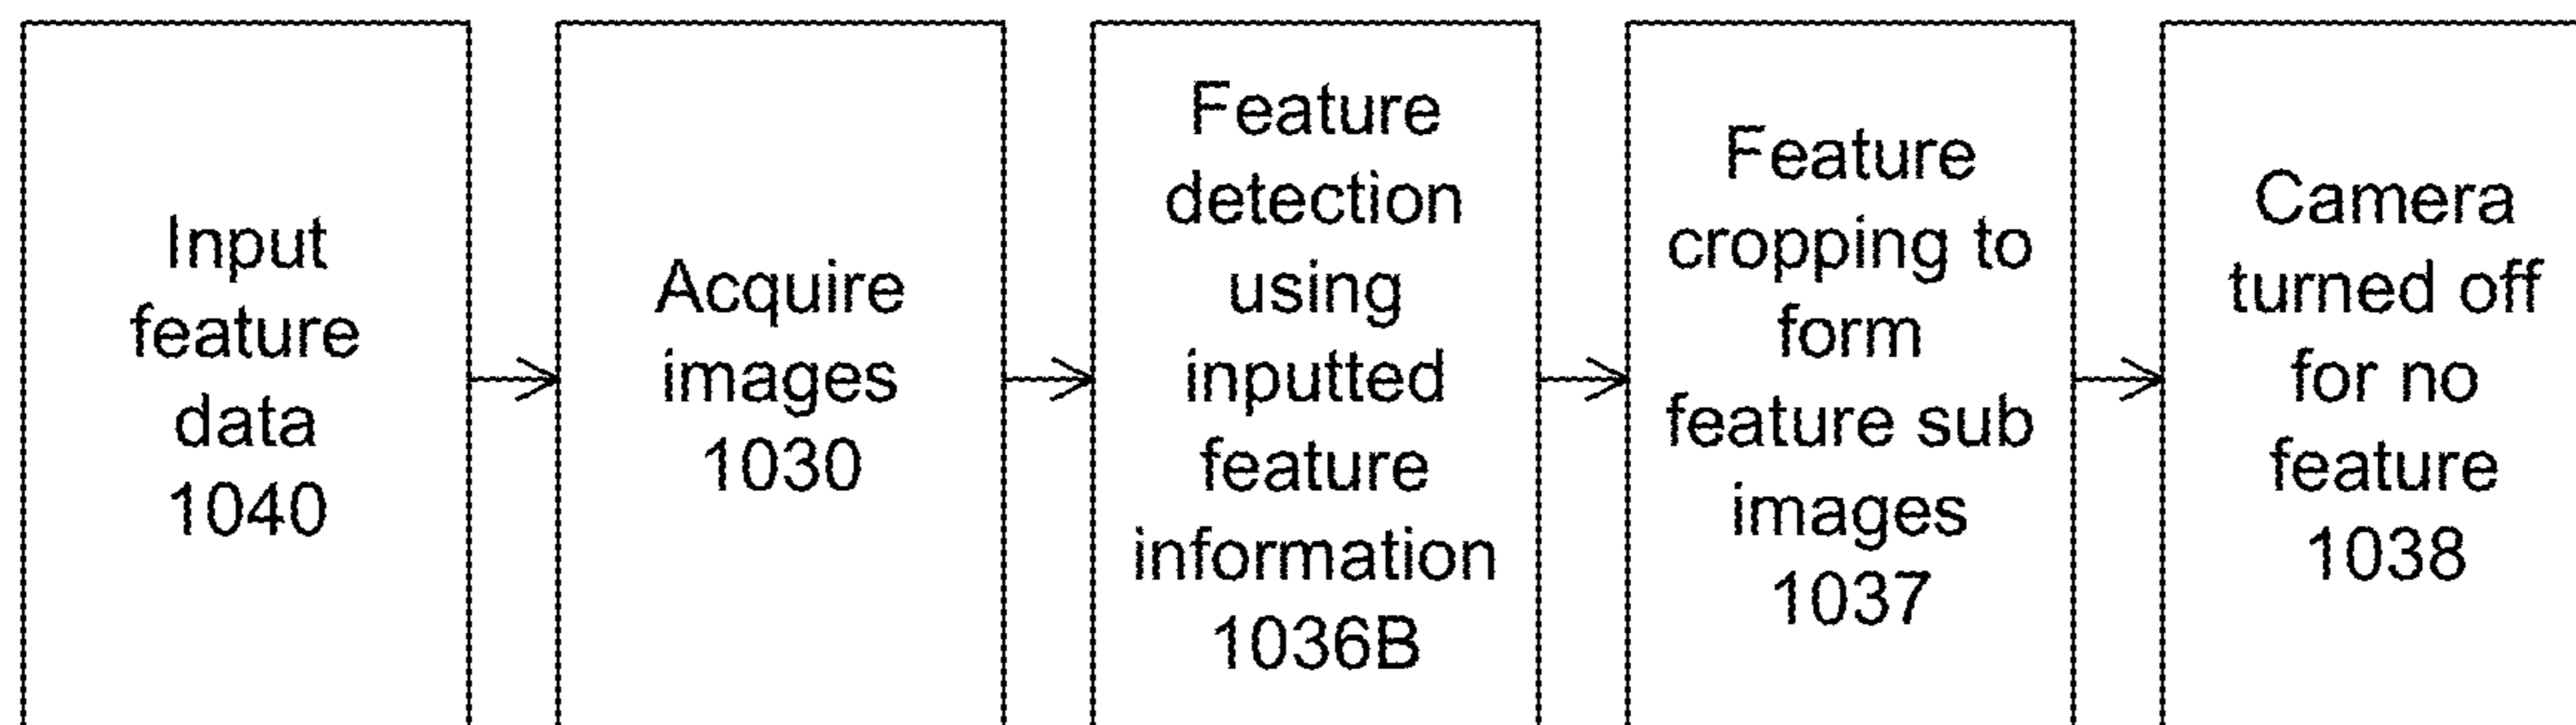 Input
feature
data
1040
Acquire
images
1030
Feature
detection
using
inputted
feature
information
1036B
Feature
cropping to
form
feature sub
images
1037
Camera
turned off
for no
feature
1038